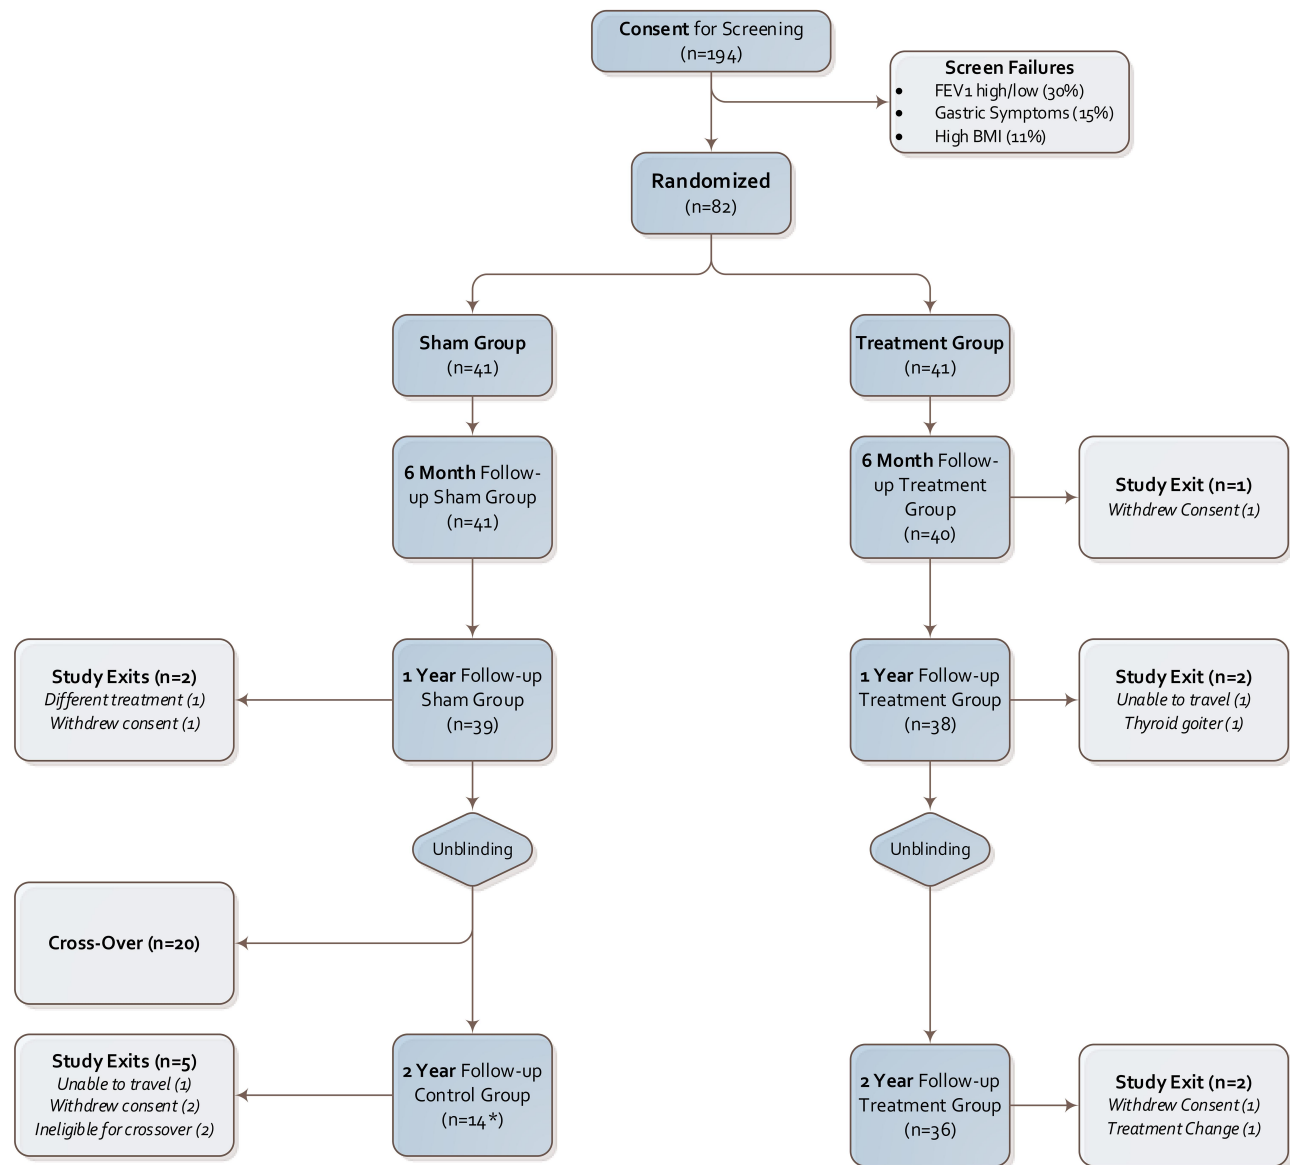 Consent for Screening
(n=194)
Screen Failures
• FEV1 high/low (30%)
• Gastric Symptoms (15%)
• High BMI (11%)
Randomized
(n=82)
Sham Group
(n=41)
Treatment Group
(n=41)
6 Month Follow-
up Sham Group
(n=41)
6 Month Follow-
up Treatment
Group
(n=40)
Study Exit (n=1)
Withdrew Consent (1)
Study Exits (n=2)
Different treatment (1)
Withdrew consent (1)
1 Year Follow-up
Sham Group
(n=39)
1 Year Follow-up
Treatment Group
(n=38)
Study Exit (n=2)
Unable to travel (1)
Thyroid goiter (1)
Unblinding
Unblinding
Cross-Over (n=20)
Study Exits (n=5)
Unable to travel (1)
Withdrew consent (2)
Ineligible for crossover (2)
2 Year Follow-up
Control Group
(n=14*)
2 Year Follow-up
Treatment Group
(n=36)
Study Exit (n=2)
Withdrew Consent (1)
Treatment Change (1)